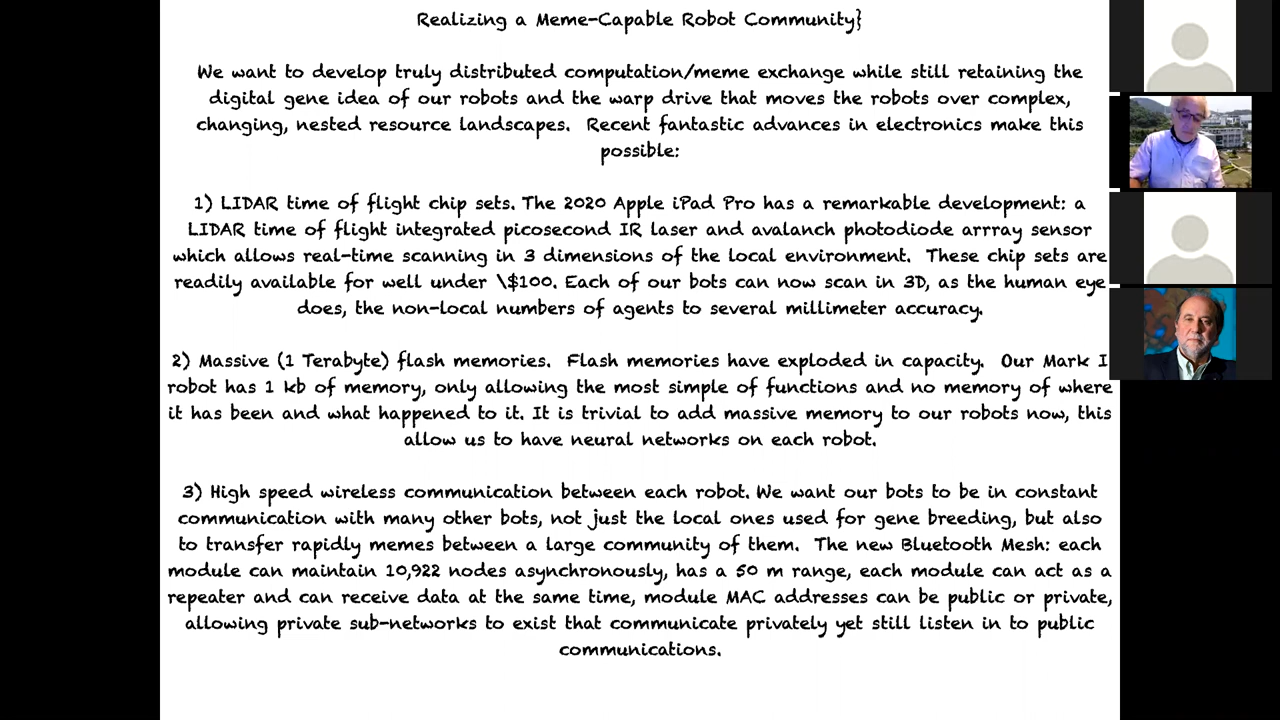 Realizing a Meme-Capable Robot Community}
We want to develop truly distributed computation/meme exchange while still retaining the
digital gene idea of our robots and the warp drive that moves the robots over complex,
changing, nested resource landscapes. Recent fantastic advances in electronics make this
possible:
1) LIDAR time of flight chip sets. The 2020 Apple iPad Pro has a remarkable development: a
LIDAR time of flight integrated picosecond IR laser and avalanch photodiode arrray sensor
which allows real-time scanning in 3 dimensions of the local environment. These chip sets are
readily available for well under \$100. Each of our bots can now scan in 3D, as the human eye
does, the non-local numbers of agents to several millimeter accuracy.
2) Massive (1 Terabyte) flash memories. Flash memories have exploded in capacity. Our Mark I
robot has 1 kb of memory, only allowing the most simple of functions and no memory of where
it has been and what happened to it. It is trivial to add massive memory to our robots now, this
allow us to have neural networks on each robot.
3) High speed wireless communication between each robot. We want our bots to be in constant
communication with many other bots, not just the local ones used for gene breeding, but also
to transfer rapidly memes between a large community of them. The new Bluetooth Mesh: each
module can maintain 10,922 nodes asynchronously, has a 50 m range, each module can act as a
repeater and can receive data at the same time, module MAC addresses can be public or private,
allowing private sub-networks to exist that communicate privately yet still listen in to public
communications.